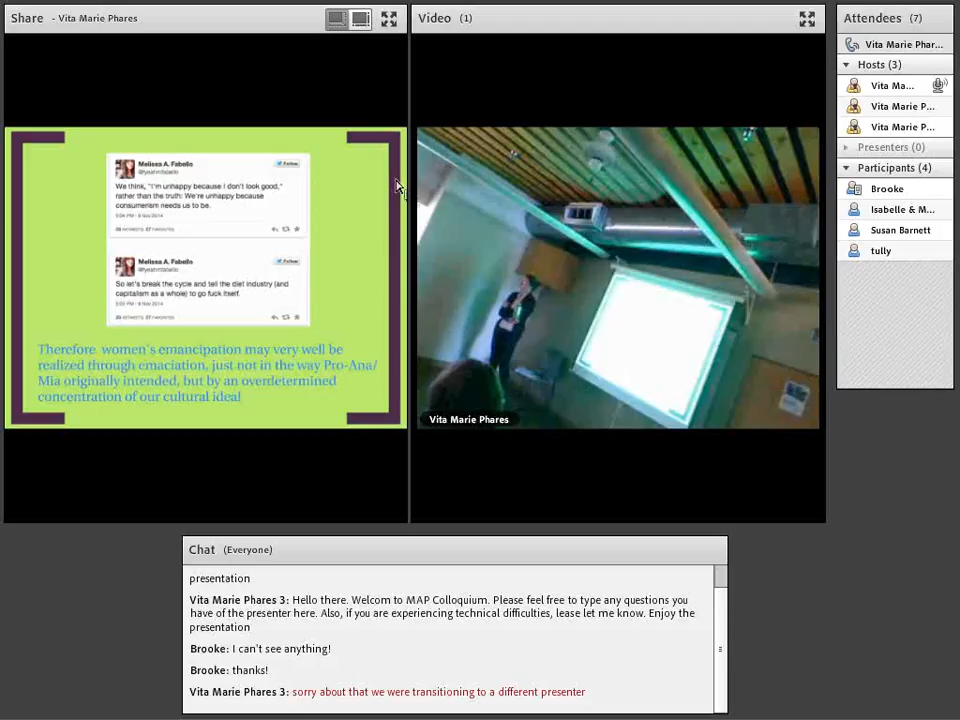 Share - Vita Marie Phares
Video (1)
Attendees (7)
Vita Marie Phar...
Hosts (3)
Vita Ma...
Vita Marie P...
Vita Marie P...
Presenters (0)
Participants (4)
Brooke
Isabelle & M...
Susan Barnett
tully
Melissa A. Fabello
Follow
@fyeahmfabello
We think, "I'm unhappy because I don't look good,"
rather than the truth: We're unhappy because
consumerism needs us to be.
Melissa A. Fabello
Follow
@fyeahmfabello
So let's break the cycle and tell the diet industry (and
capitalism as a whole) to go fuck itself.
Therefore women's emancipation may very well be
realized through emaciation, just not in the way Pro-Ana/
Mia originally intended, but by an overdetermined
concentration of our cultural ideal
Vita Marie Phares
Chat (Everyone)
presentation
Vita Marie Phares 3: Hello there. Welcom to MAP Colloquium. Please feel free to type any questions you
have of the presenter here. Also, if you are experiencing technical difficulties, lease let me know. Enjoy the
presentation
Brooke: I can't see anything!
Brooke: thanks!
Vita Marie Phares 3: sorry about that we were transitioning to a different presenter